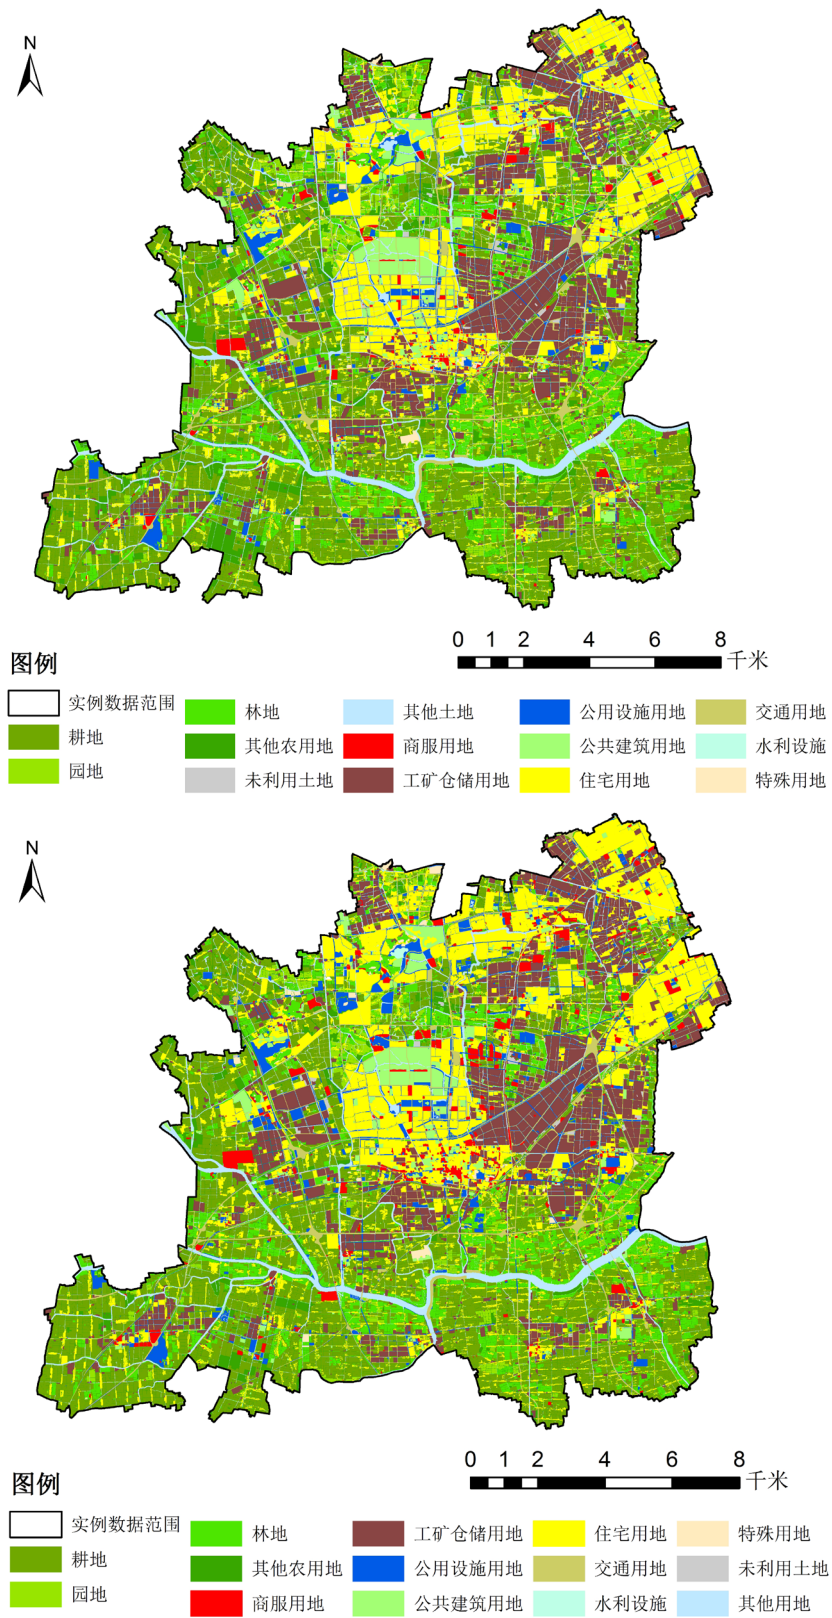 N
0 1 2 4 6 8
千米
图例
实例数据范围
耕地
园地
林地
其他农用地
未利用土地
其他土地
商服用地
工矿仓储用地
公用设施用地
公共建筑用地
住宅用地
交通用地
水利设施
特殊用地
N
0 1 2 4 6 8
千米
图例
实例数据范围
耕地
园地
林地
其他农用地
商服用地
工矿仓储用地
公用设施用地
公共建筑用地
住宅用地
交通用地
水利设施
特殊用地
未利用土地
其他用地